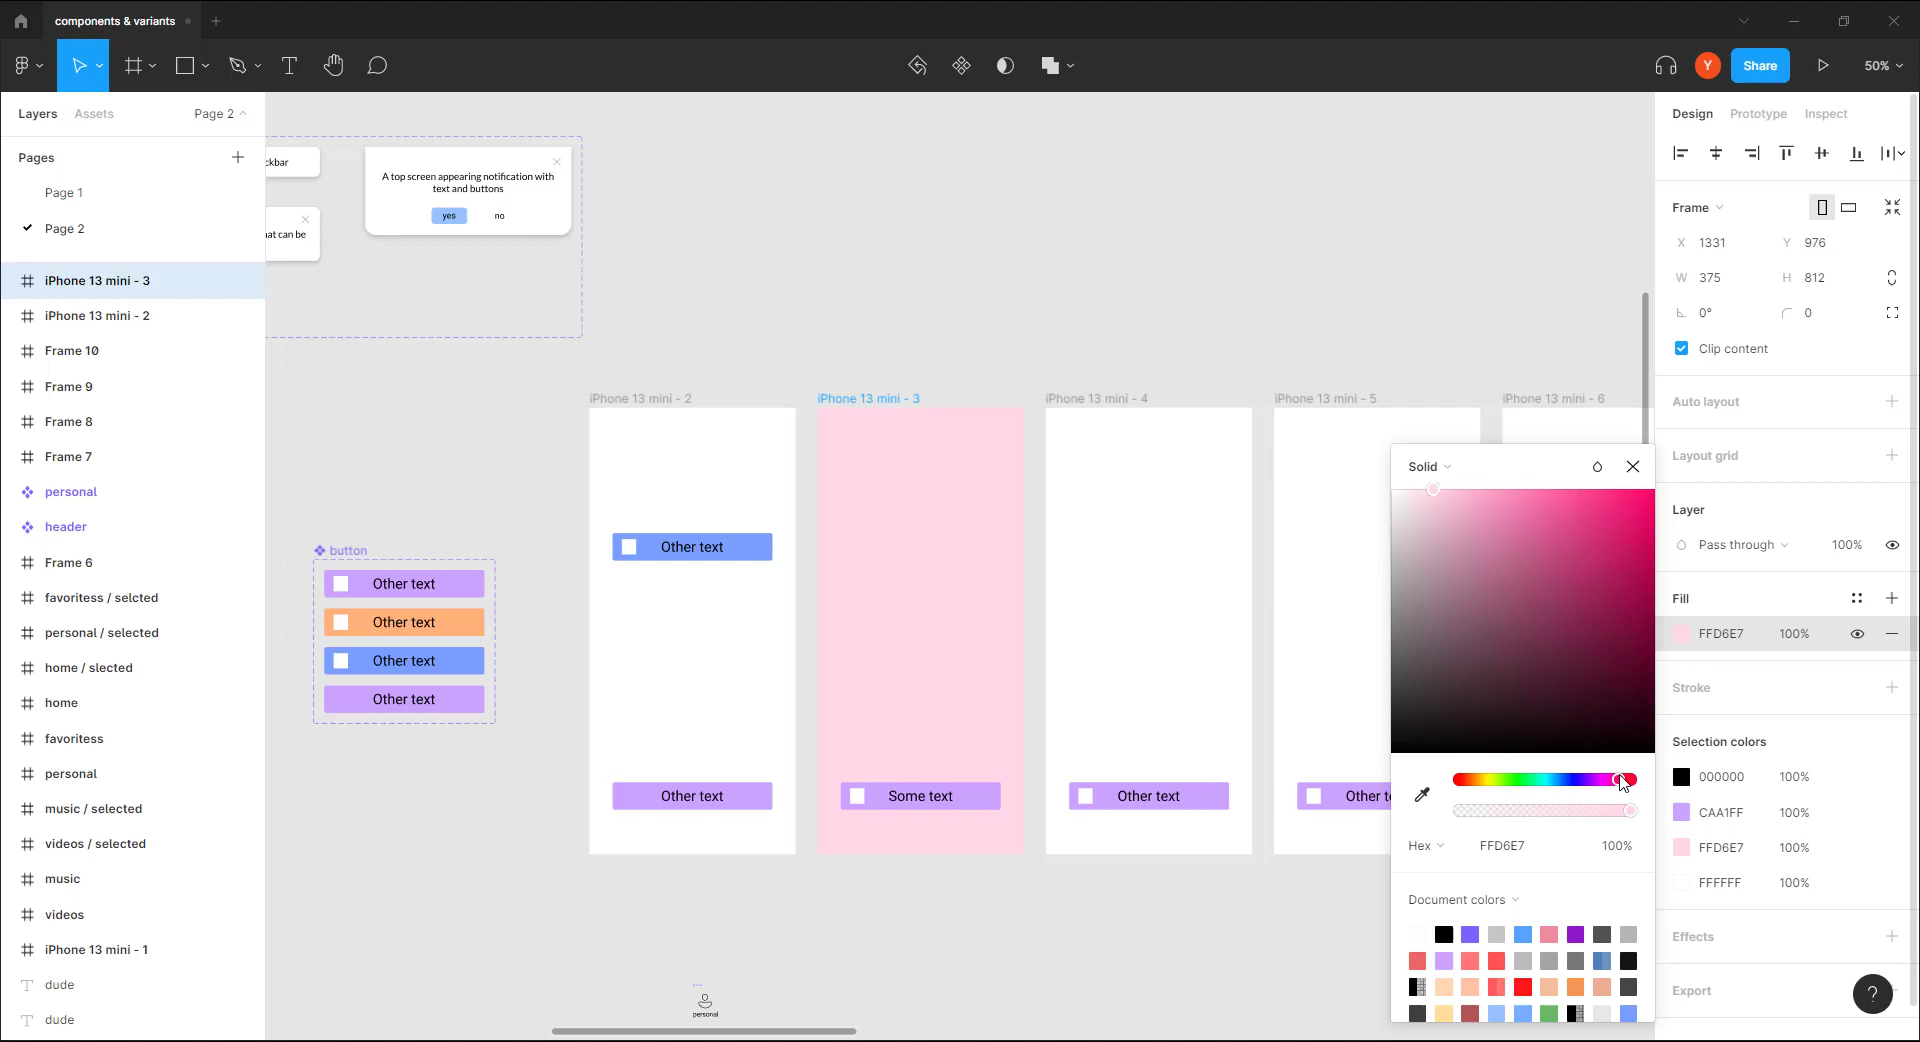 components & variants
Share
50%
Layers
Assets
Page 2
Pages
Page 1
Page 2
iPhone 13 mini - 3
iPhone 13 mini - 2
Frame 10
Frame 9
Frame 8
Frame 7
personal
header
Frame 6
favoritess / selcted
personal / selected
home / slected
home
favoritess
personal
music / selected
videos / selected
music
videos
iPhone 13 mini - 1
dude
dude
ckbar
at can be
A top screen appearing notification with
text and buttons
yes
no
button
Other text
Other text
Other text
Other text
iPhone 13 mini - 2
Other text
Other text
iPhone 13 mini - 3
Some text
iPhone 13 mini - 4
Other text
iPhone 13 mini - 5
Other te
iPhone 13 mini - 6
personal
Solid
Hex
FFD6E7
100%
Document colors
Design
Prototype
Inspect
Frame
X 1331
Y 976
W 375
H 812
0°
0
Clip content
Auto layout
Layout grid
Layer
Pass through
100%
Fill
FFD6E7
100%
Stroke
Selection colors
000000 100%
CAA1FF 100%
FFD6E7 100%
FFFFFF 100%
Effects
Export
?
Y